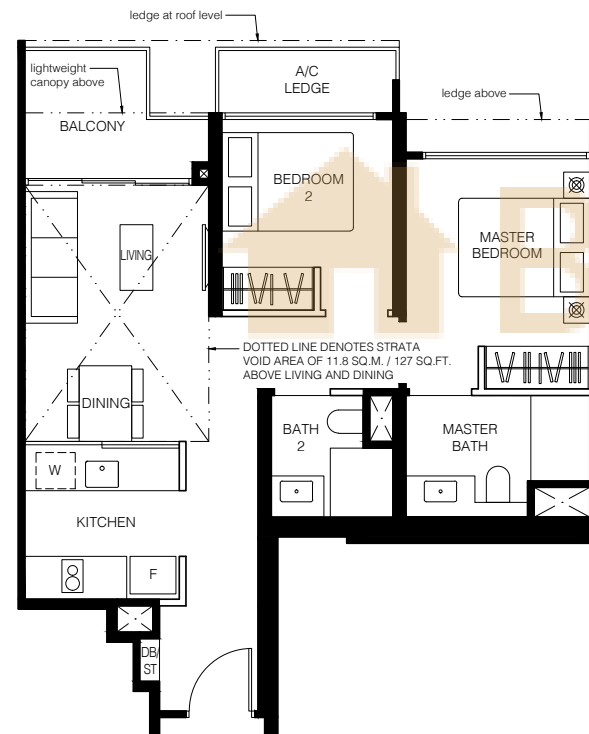 ledge at roof level
lightweight
canopy above
A/C
LEDGE
ledge above
BALCONY
BEDROOM
2
LIVING
MASTER
BEDROOM
DOTTED LINE DENOTES STRATA
VOID AREA OF 11.8 SQ.M. / 127 SQ.FT.
ABOVE LIVING AND DINING
DINING
BATH
2
MASTER
BATH
W
KITCHEN
F
DB/
ST
B